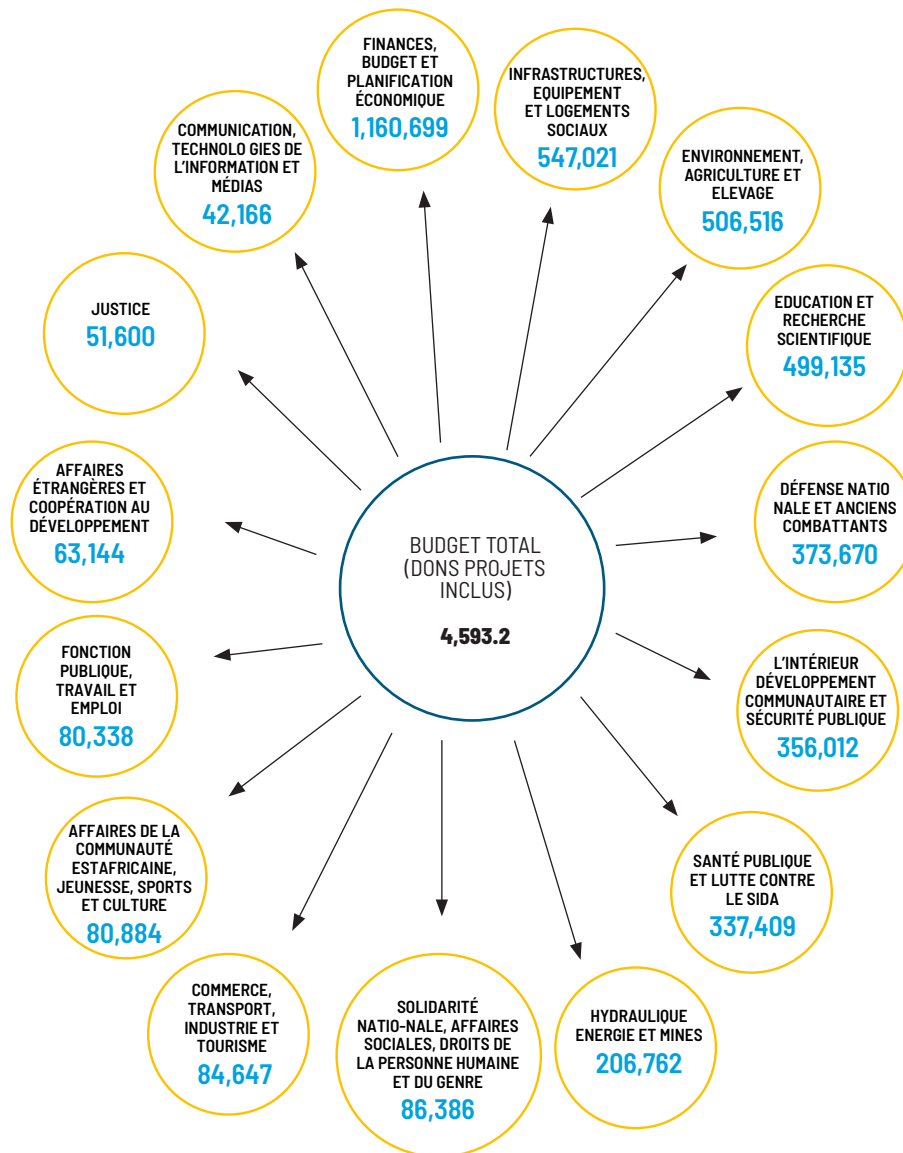 FINANCES,
BUDGET ET
PLANIFICATION
ÉCONOMIQUE
1,160,699
INFRASTRUCTURES,
EQUIPEMENT
ET LOGEMENTS
SOCIAUX
547,021
ENVIRONNEMENT,
AGRICULTURE ET
ELEVAGE
506,516
EDUCATION ET
RECHERCHE
SCIENTIFIQUE
499,135
DÉFENSE NATIO
NALE ET ANCIENS
COMBATTANTS
373,670
L'INTÉRIEUR
DÉVELOPPEMENT
COMMUNAUTAIRE ET
SÉCURITÉ PUBLIQUE
356,012
SANTÉ PUBLIQUE
ET LUTTE CONTRE
LE SIDA
337,409
HYDRAULIQUE
ENERGIE ET MINES
206,762
SOLIDARITÉ
NATIO-NALE, AFFAIRES
SOCIALES, DROITS DE
LA PERSONNE HUMAINE
ET DU GENRE
86,386
COMMERCE,
TRANSPORT,
INDUSTRIE ET
TOURISME
84,647
AFFAIRES DE LA
COMMUNAUTÉ
ESTAFRICAINE,
JEUNESSE, SPORTS
ET CULTURE
80,884
FONCTION
PUBLIQUE,
TRAVAIL ET
EMPLOI
80,338
AFFAIRES
ÉTRANGÈRES ET
COOPÉRATION AU
DÉVELOPPEMENT
63,144
JUSTICE
51,600
COMMUNICATION,
TECHNOLO GIES DE
L'INFORMATION ET
MÉDIAS
42,166
BUDGET TOTAL
(DONS PROJETS
INCLUS)
4,593.2